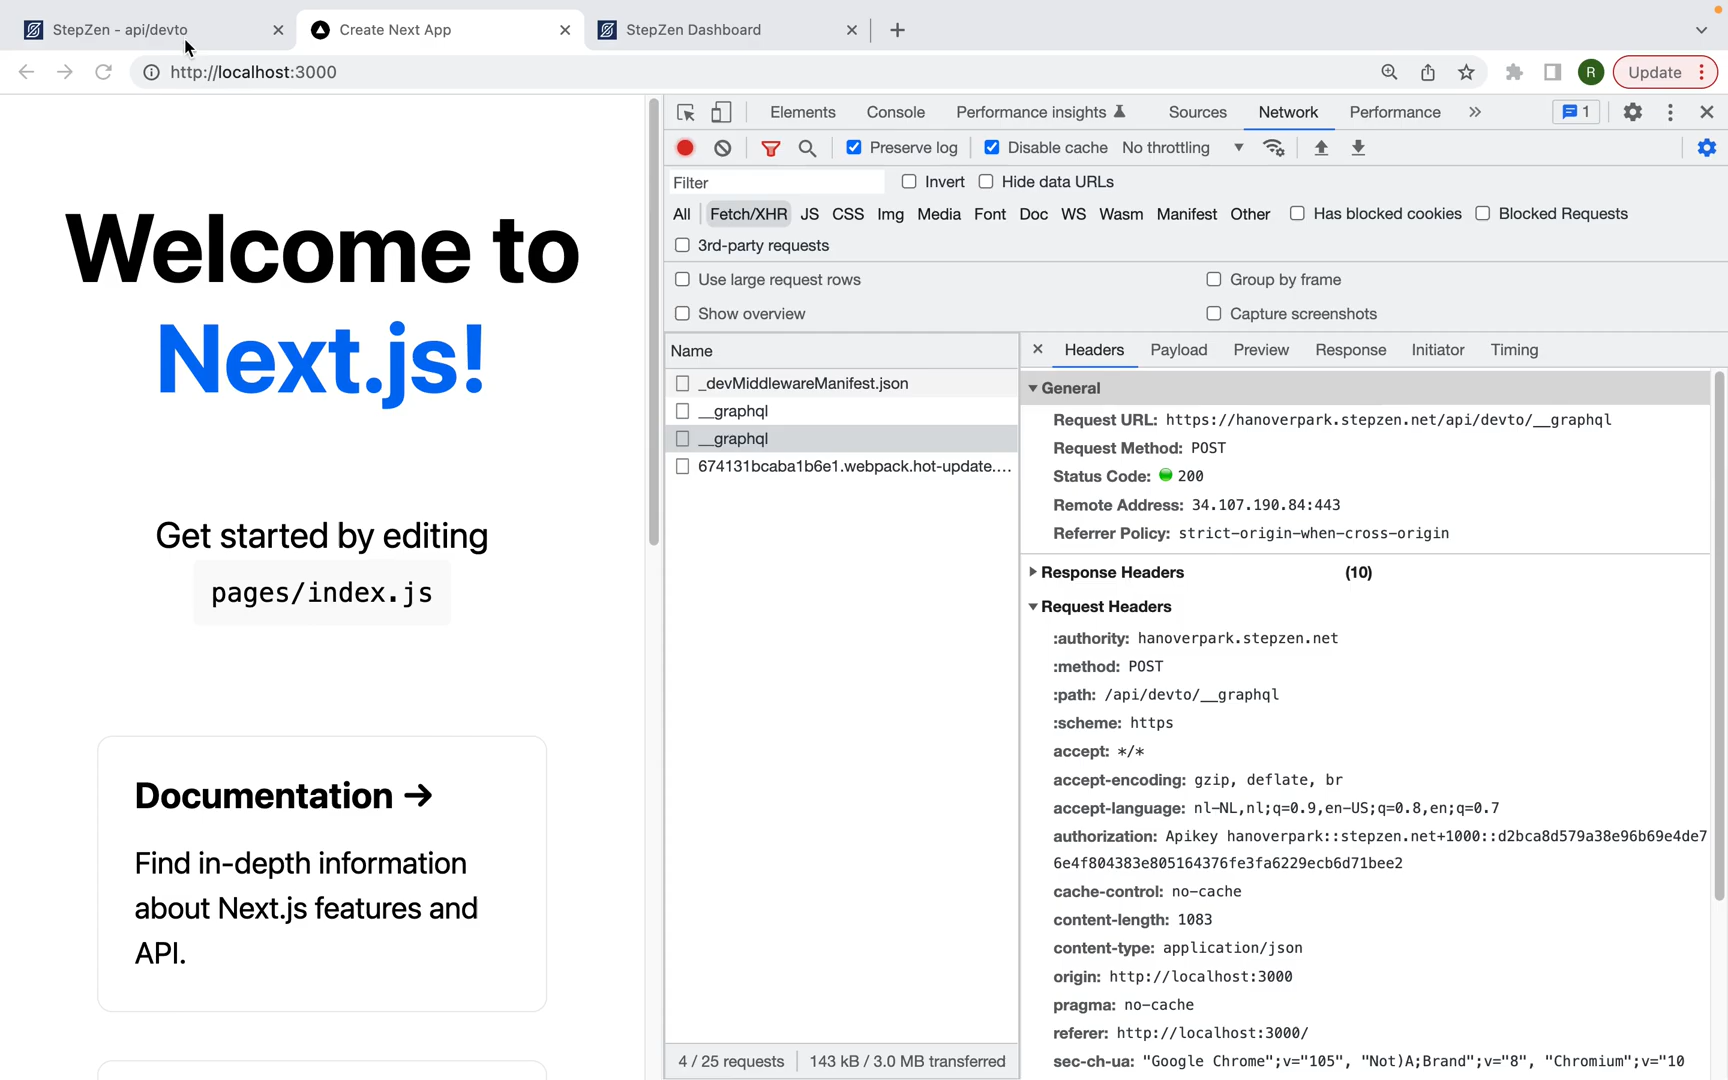 StepZen - api/devto
Create Next App
StepZen Dashboard
http://localhost:3000
R
Update
Elements
Console
Performance insights
Sources
Network
Performance
1
Preserve log
Disable cache
No throttling
Filter
Invert
Hide data URLs
All
Fetch/XHR
JS
CSS
Img
Media
Font
Doc
WS
Wasm
Manifest
Other
Has blocked cookies
Blocked Requests
3rd-party requests
Use large request rows
Group by frame
Show overview
Capture screenshots
Name
_devMiddlewareManifest.json
__graphql
__graphql
674131bcaba1b6e1.webpack.hot-update....
4 / 25 requests
143 kB / 3.0 MB transferred
Headers
Payload
Preview
Response
Initiator
Timing
General
Request URL: https://hanoverpark.stepzen.net/api/devto/__graphql
Request Method: POST
Status Code: 200
Remote Address: 34.107.190.84:443
Referrer Policy: strict-origin-when-cross-origin
Response Headers (10)
Request Headers
:authority: hanoverpark.stepzen.net
:method: POST
:path: /api/devto/__graphql
:scheme: https
accept: */*
accept-encoding: gzip, deflate, br
accept-language: nl-NL,nl;q=0.9,en-US;q=0.8,en;q=0.7
authorization: Apikey hanoverpark::stepzen.net+1000::d2bca8d579a38e96b69e4de7
6e4f804383e805164376fe3fa6229ecb6d71bee2
cache-control: no-cache
content-length: 1083
content-type: application/json
origin: http://localhost:3000
pragma: no-cache
referer: http://localhost:3000/
sec-ch-ua: "Google Chrome";v="105", "Not)A;Brand";v="8", "Chromium";v="10
Welcome to
Next.js!
Get started by editing
pages/index.js
Documentation →
Find in-depth information
about Next.js features and
API.